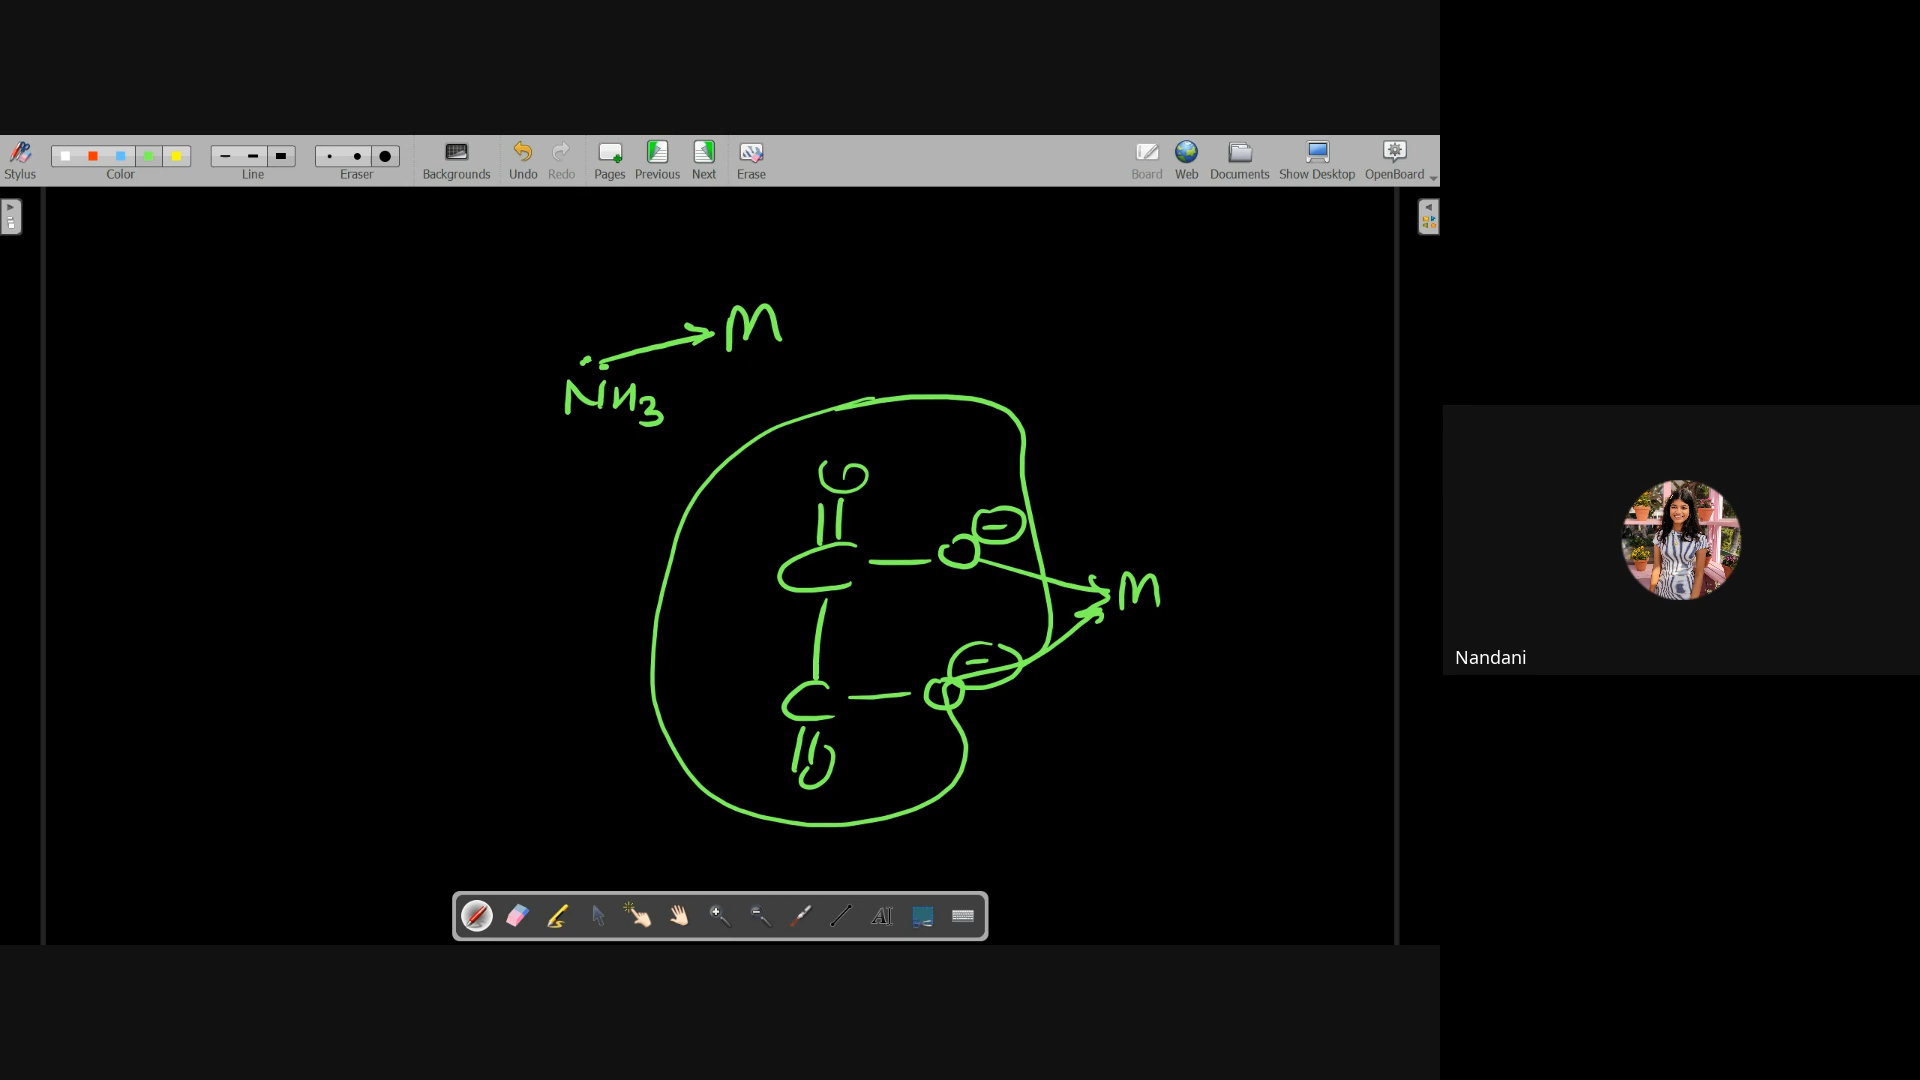 Stylus Color Line Eraser Backgrounds Undo Redo Pages Previous Next Erase Board Web Documents Show Desktop OpenBoard
M
NH3
O
C — O −
M
C — O −
O
Nandani
AI